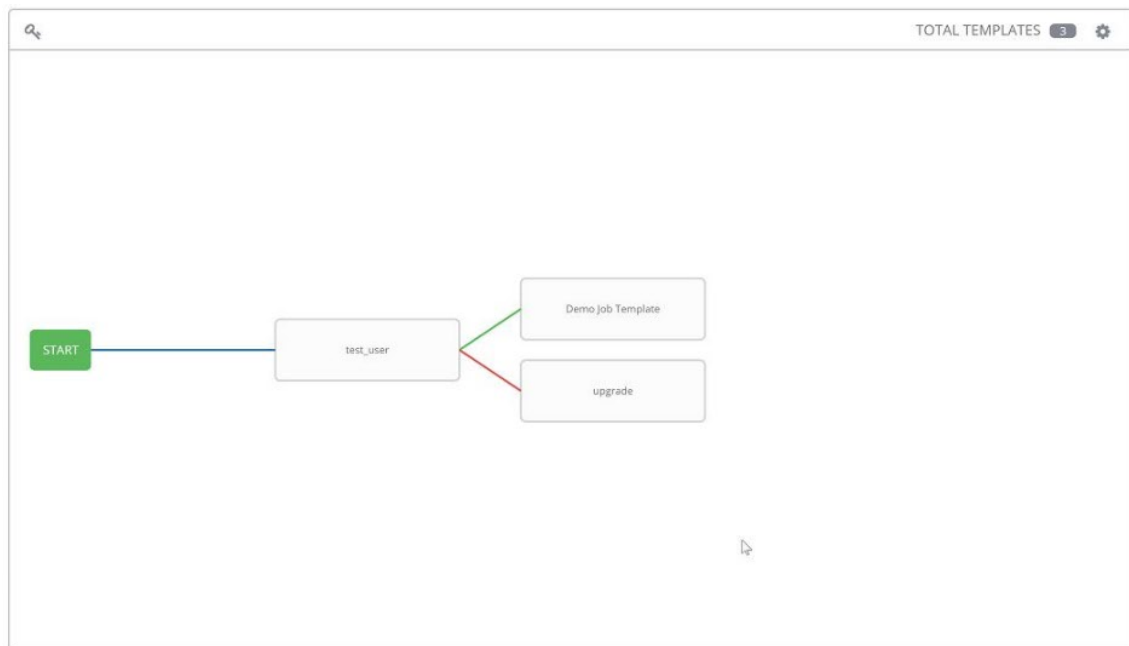 TOTAL TEMPLATES 3
Demo Job Template
START
test_user
upgrade